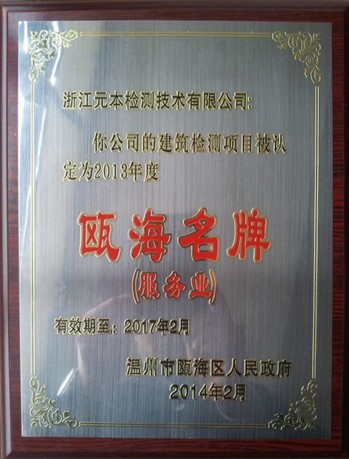 浙江元本检测技术有限公司:
你公司的建筑检测项目被认
定为2013年度
瓯海名牌
(服务业)
有效期至: 2017年2月
温州市瓯海区人民政府
2014年2月